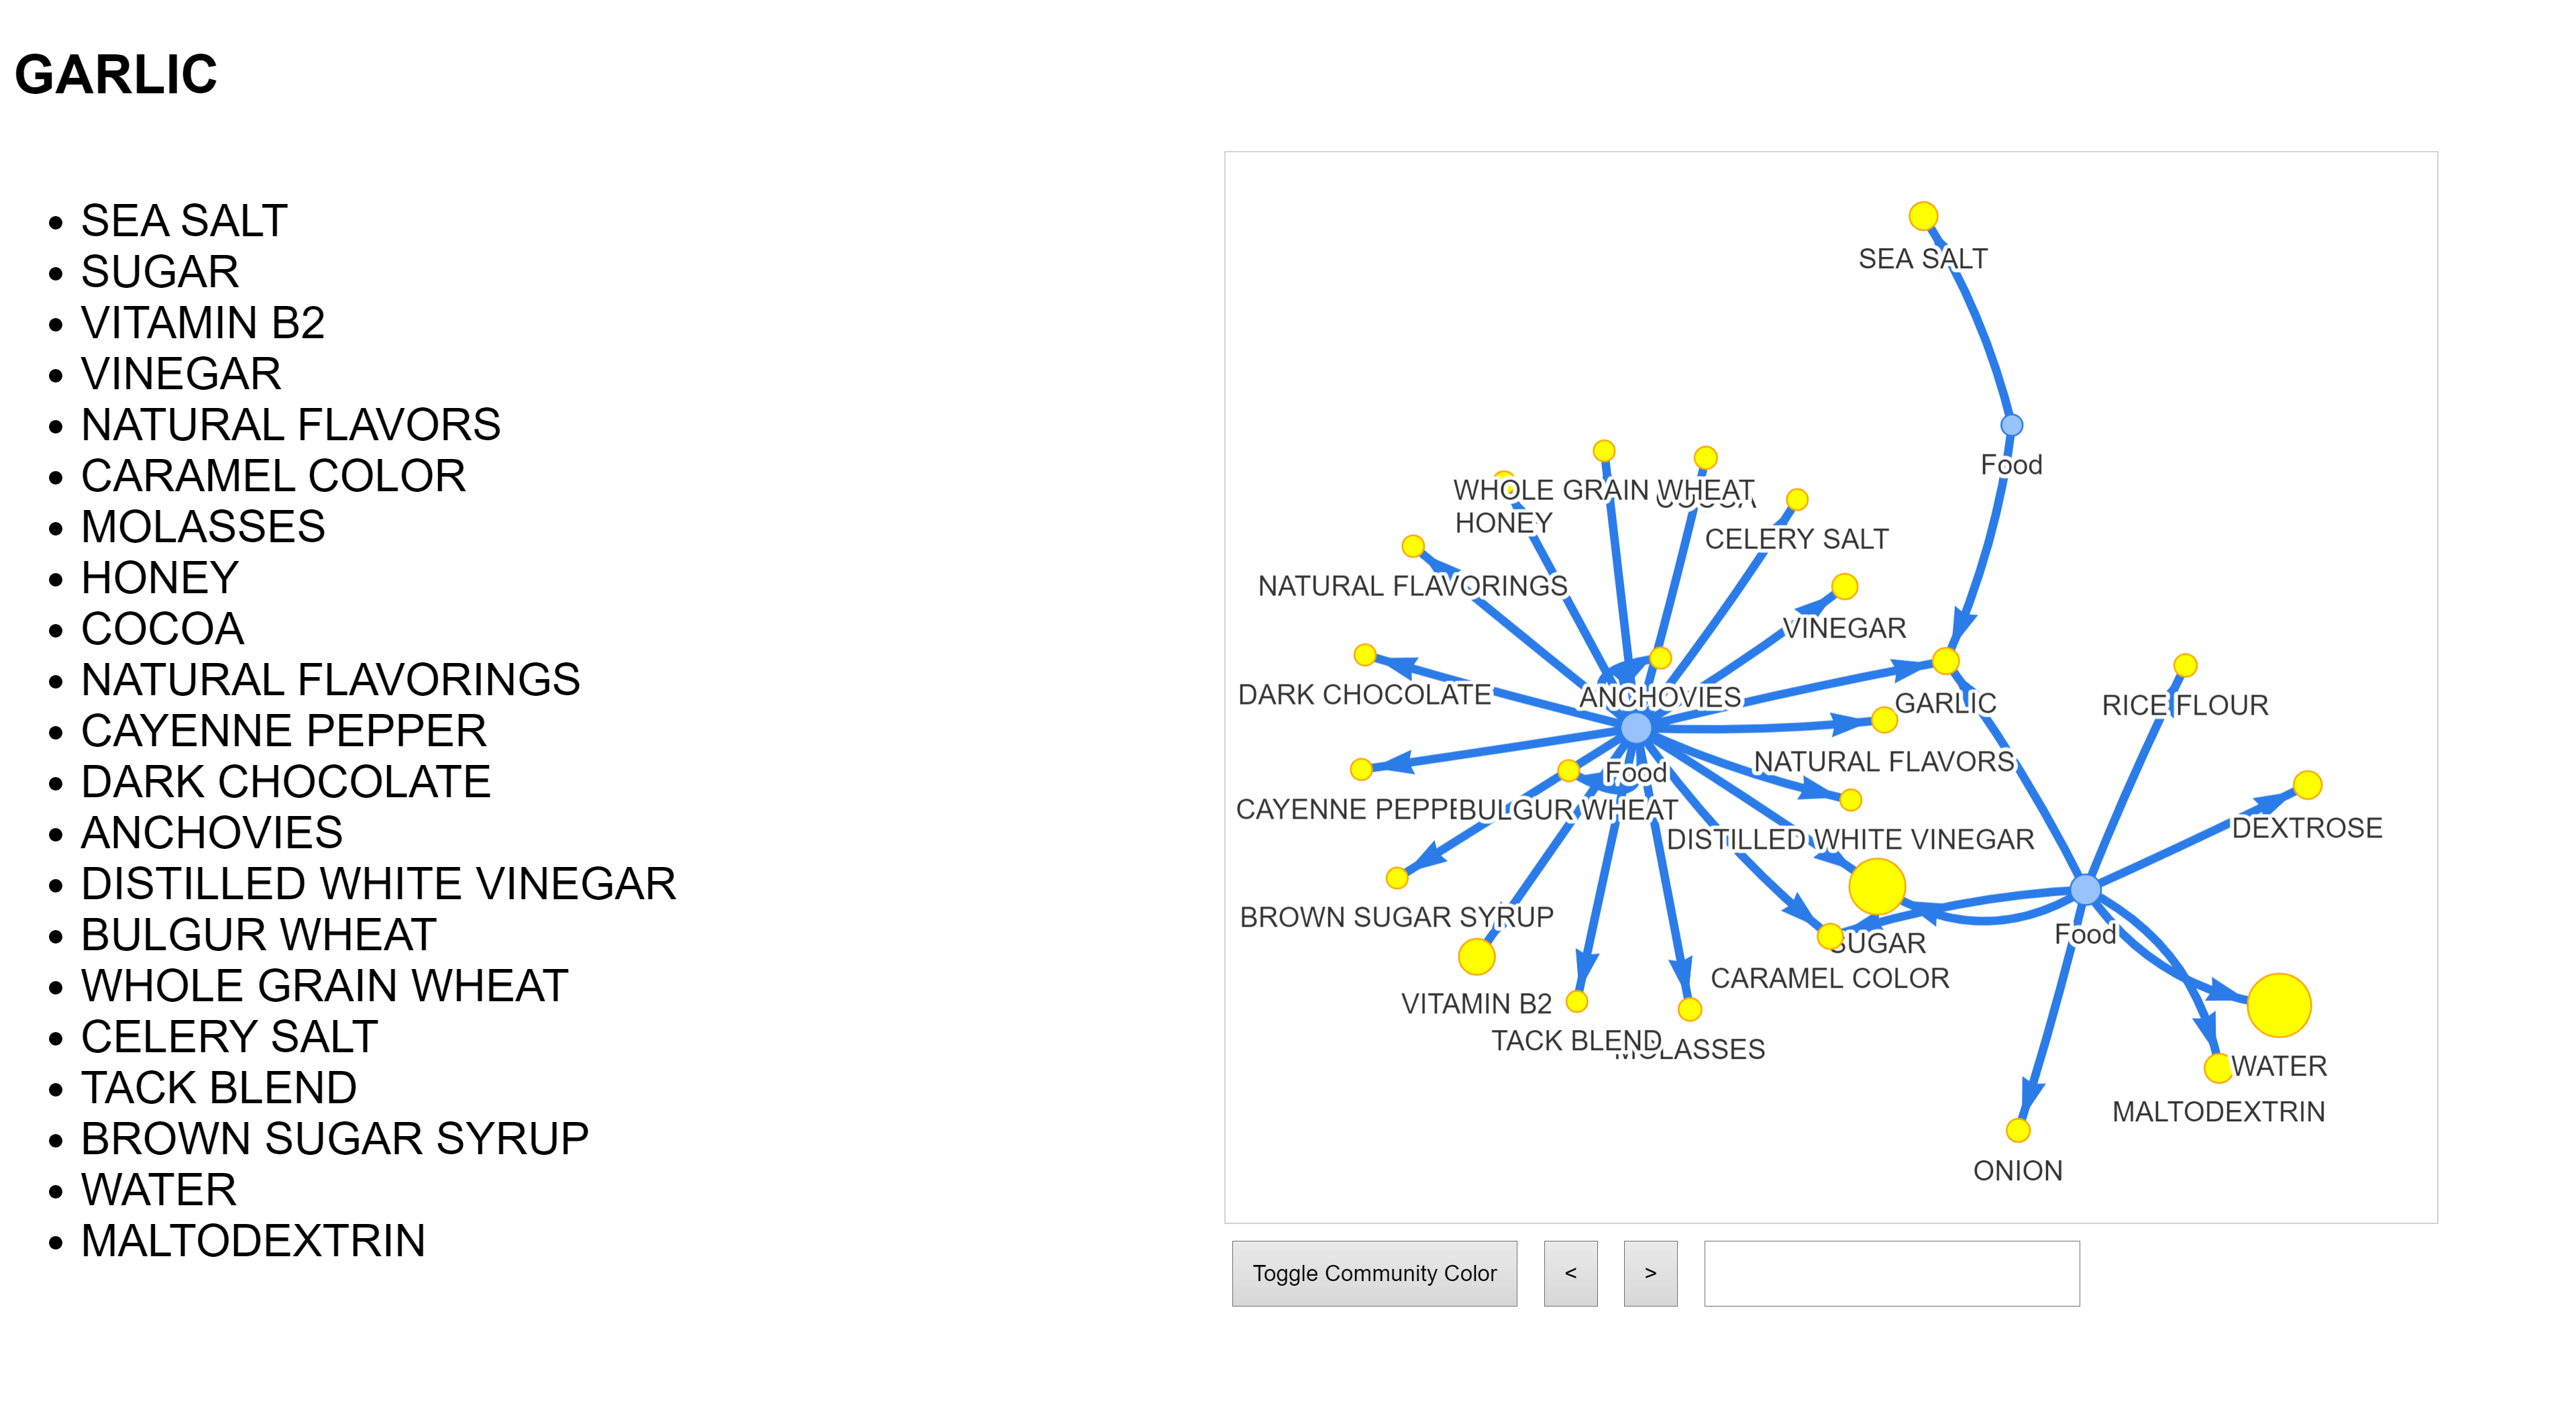 GARLIC
SEA SALT
SUGAR
VITAMIN B2
VINEGAR
NATURAL FLAVORS
CARAMEL COLOR
MOLASSES
HONEY
COCOA
NATURAL FLAVORINGS
CAYENNE PEPPER
DARK CHOCOLATE
ANCHOVIES
DISTILLED WHITE VINEGAR
BULGUR WHEAT
WHOLE GRAIN WHEAT
CELERY SALT
TACK BLEND
BROWN SUGAR SYRUP
WATER
MALTODEXTRIN
SEA SALT
Food
WHOLE GRAIN WHEAT
COCOA
HONEY
CELERY SALT
NATURAL FLAVORINGS
VINEGAR
DARK CHOCOLATE
ANCHOVIES
GARLIC
RICE FLOUR
NATURAL FLAVORS
Food
CAYENNE PEPPE
BULGUR WHEAT
DISTILLED WHITE VINEGAR
DEXTROSE
BROWN SUGAR SYRUP
SUGAR
Food
CARAMEL COLOR
VITAMIN B2
TACK BLEND
MOLASSES
WATER
MALTODEXTRIN
ONION
Toggle Community Color
<
>